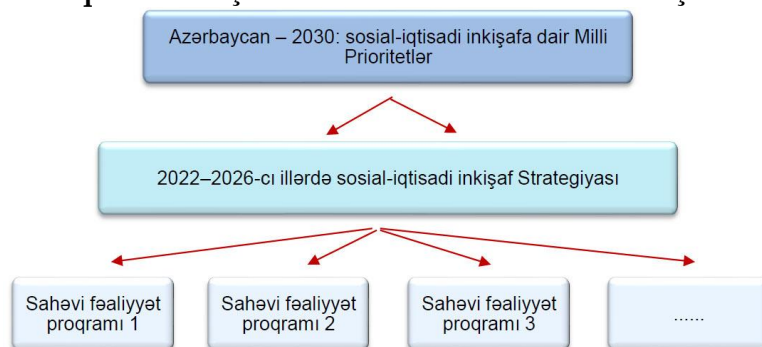 Azərbaycan – 2030: sosial-iqtisadi inkişafa dair Milli
Prioritetlər
2022–2026-cı illərdə sosial-iqtisadi inkişaf Strategiyası
Sahəvi fəaliyyət
proqramı 1
Sahəvi fəaliyyət
proqramı 2
Sahəvi fəaliyyət
proqramı 3
......